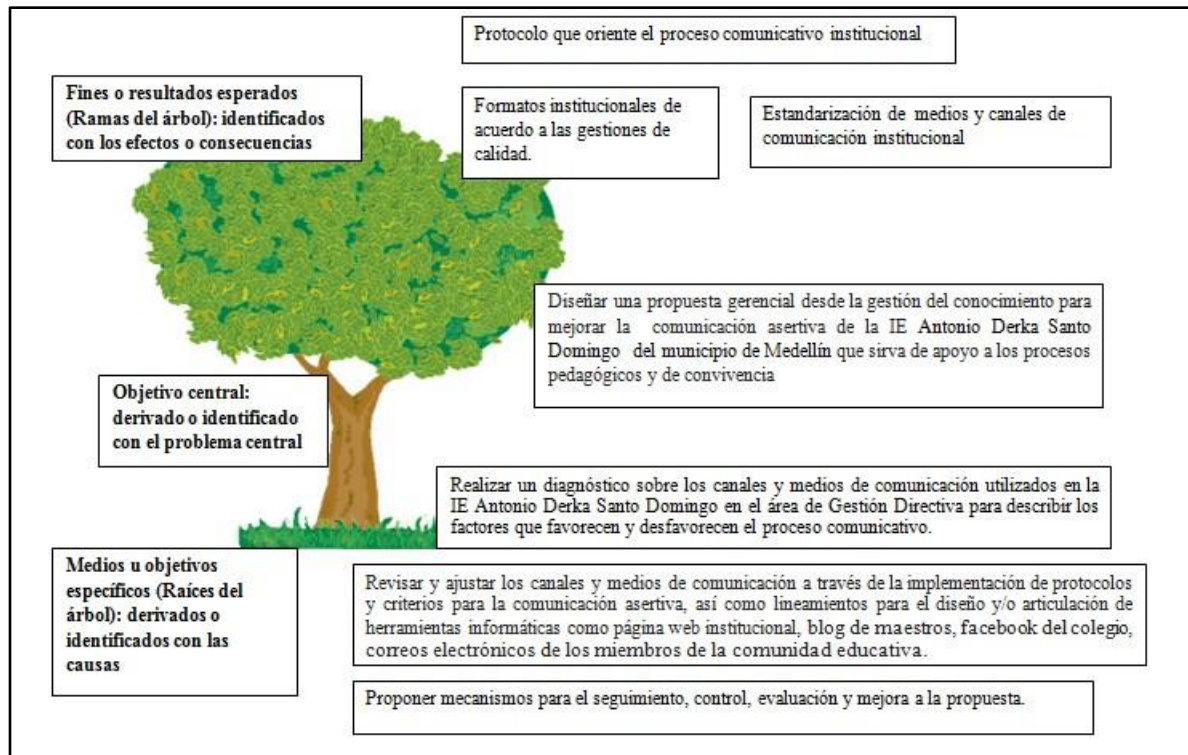 Protocolo que oriente el proceso comunicativo institucional
Fines o resultados esperados
(Ramas del árbol): identificados
con los efectos o consecuencias
Formatos institucionales de
acuerdo a las gestiones de
calidad.
Estandarización de medios y canales de
comunicación institucional
Diseñar una propuesta gerencial desde la gestión del conocimiento para
mejorar la comunicación asertiva de la IE Antonio Derka Santo
Domingo del municipio de Medellín que sirva de apoyo a los procesos
pedagógicos y de convivencia
Objetivo central:
derivado o identificado
con el problema central
Realizar un diagnóstico sobre los canales y medios de comunicación utilizados en la
IE Antonio Derka Santo Domingo en el área de Gestión Directiva para describir los
factores que favorecen y desfavorecen el proceso comunicativo.
Medios u objetivos
específicos (Raíces del
árbol): derivados o
identificados con las
causas
Revisar y ajustar los canales y medios de comunicación a través de la implementación de protocolos
y criterios para la comunicación asertiva, así como lineamientos para el diseño y/o articulación de
herramientas informáticas como página web institucional, blog de maestros, facebook del colegio,
correos electrónicos de los miembros de la comunidad educativa.
Proponer mecanismos para el seguimiento, control, evaluación y mejora a la propuesta.